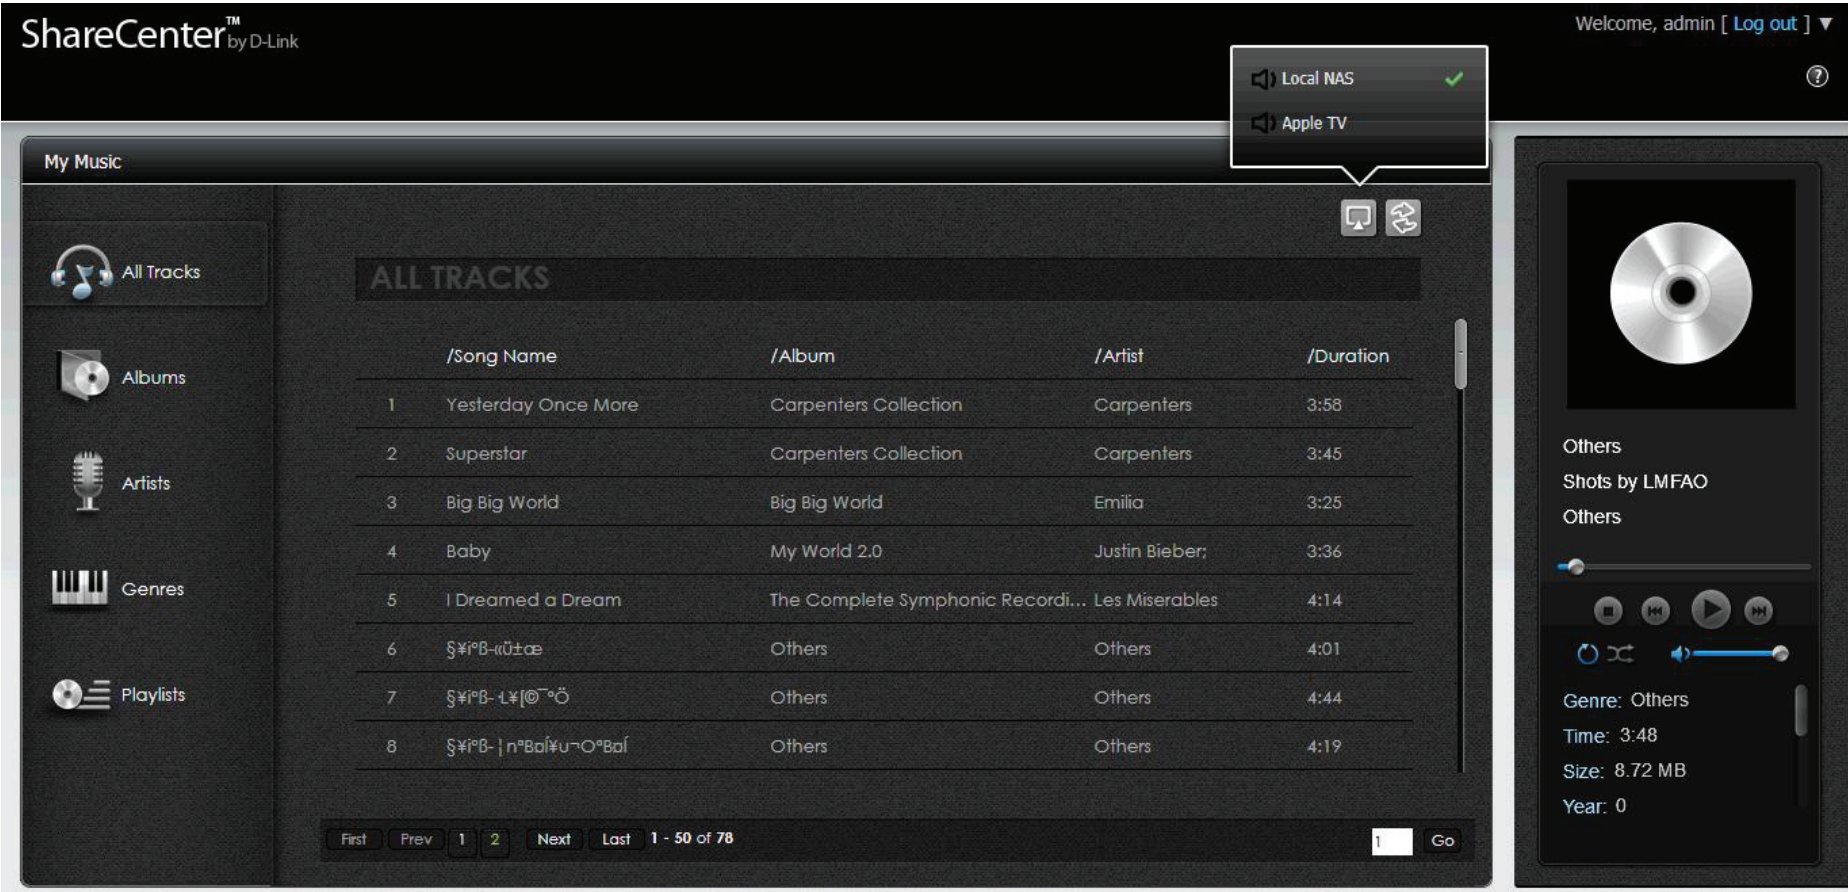 ShareCenter™ by D-Link
Welcome, admin [ Log out ] ▼
?
Local NAS
Apple TV
My Music
All Tracks
Albums
Artists
Genres
Playlists
ALL TRACKS
/Song Name /Album /Artist /Duration
1 Yesterday Once More Carpenters Collection Carpenters 3:58
2 Superstar Carpenters Collection Carpenters 3:45
3 Big Big World Big Big World Emilia 3:25
4 Baby My World 2.0 Justin Bieber; 3:36
5 I Dreamed a Dream The Complete Symphonic Recordi... Les Miserables 4:14
6 Others Others 4:01
7 Others Others 4:44
8 Others Others 4:19
First Prev 1 2 Next Last 1 - 50 of 78 1 Go
Others
Shots by LMFAO
Others
Genre: Others
Time: 3:48
Size: 8.72 MB
Year: 0